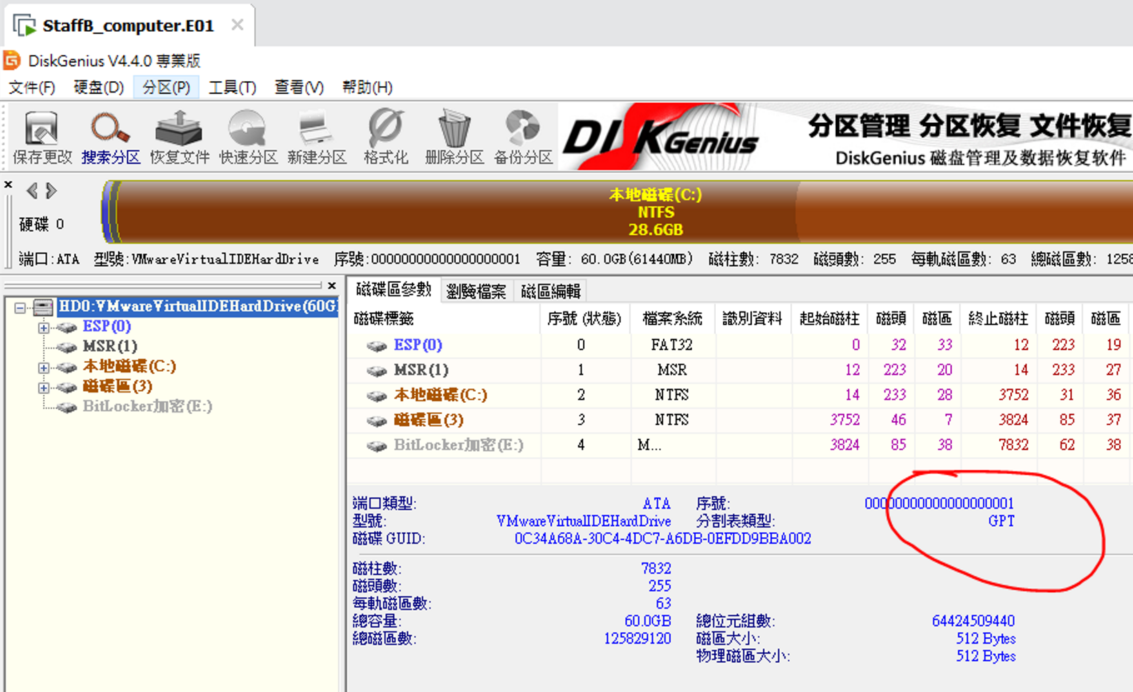 StaffB_computer.E01
DiskGenius V4.4.0 專業版
文件(F) 硬盘(D) 分区(P) 工具(T) 查看(V) 帮助(H)
保存更改 搜索分区 恢复文件 快速分区 新建分区 格式化 删除分区 备份分区
DISKGenius
分区管理 分区恢复 文件恢复
DiskGenius 磁盘管理及数据恢复软件
本地磁碟(C:)
NTFS
28.6GB
硬碟 0
端口:ATA 型號:VMwareVirtualIDEHardDrive 序號:00000000000000000001 容量: 60.0GB(61440MB) 磁柱數: 7832 磁頭數: 255 每軌磁區數: 63 總磁區數: 1258
HD0:VMwareVirtualIDEHardDrive(60G
ESP(0)
MSR(1)
本地磁碟(C:)
磁碟區(3)
BitLocker加密(E:)
磁碟區參數 瀏覽檔案 磁區編輯
磁碟標籤 序號 (狀態) 檔案系統 識別資料 起始磁柱 磁頭 磁區 終止磁柱 磁頭 磁區
ESP(0) 0 FAT32 0 32 33 12 223 19
MSR(1) 1 MSR 12 223 20 14 233 27
本地磁碟(C:) 2 NTFS 14 233 28 3752 31 36
磁碟區(3) 3 NTFS 3752 46 7 3824 85 37
BitLocker加密(E:) 4 M... 3824 85 38 7832 62 38
端口類型: ATA 序號: 00000000000000000001
型號: VMwareVirtualIDEHardDrive 分割表類型: GPT
磁碟 GUID: 0C34A68A-30C4-4DC7-A6DB-0EFDD9BBA002
磁柱數: 7832
磁頭數: 255
每軌磁區數: 63
總容量: 60.0GB 總位元組數: 64424509440
總磁區數: 125829120 磁區大小: 512 Bytes
物理磁區大小: 512 Bytes